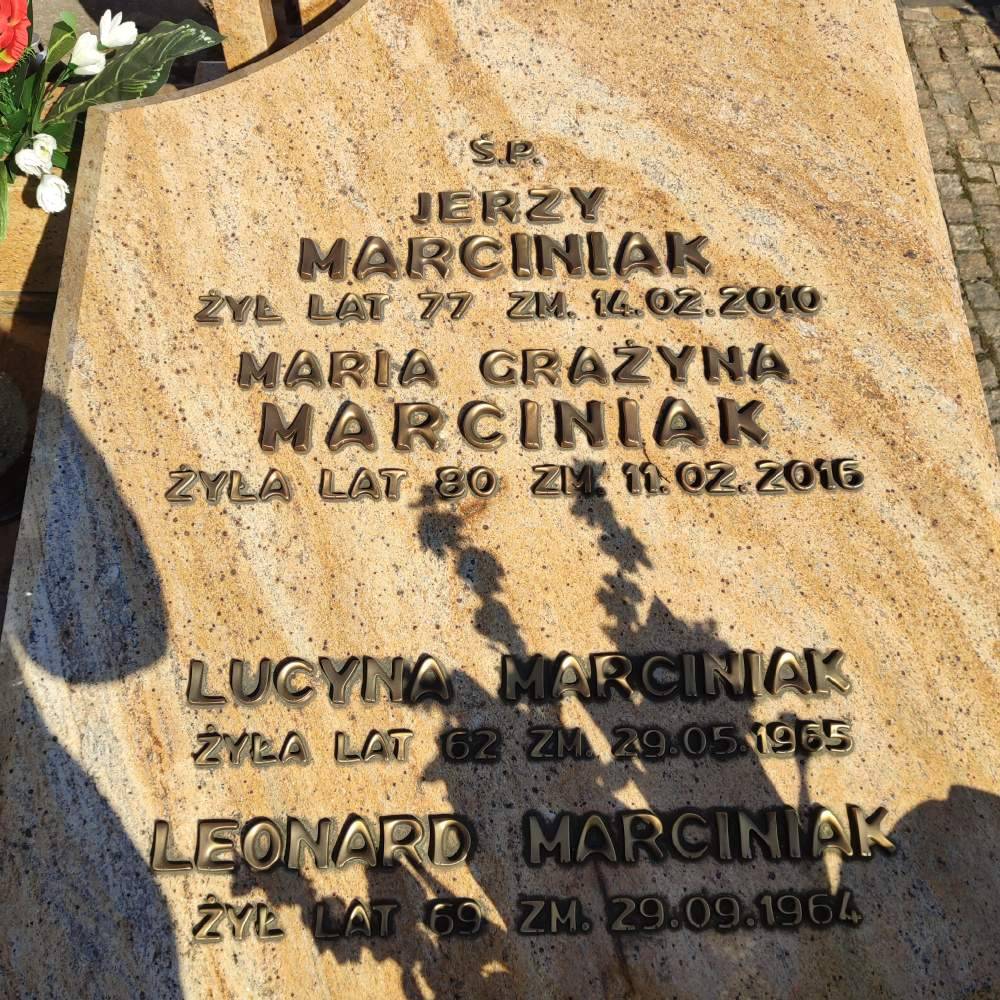 Ś.P.
JERZY
MARCINIAK
ŻYŁ LAT 77 ZM. 14.02.2010
MARIA GRAŻYNA
MARCINIAK
ŻYŁA LAT 80 ZM. 11.02.2015
LUCYNA MARCINIAK
ŻYŁA LAT 62 ZM. 29.05.1965
LEONARD MARCINIAK
ŻYŁ LAT 69 ZM. 29.09.1964